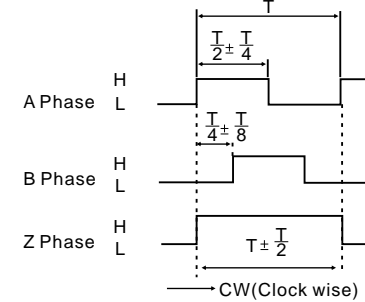 T
T/2 ± T/4
H
A Phase L
T/4 ± T/8
H
B Phase L
H
Z Phase L
T ± T/2
CW(Clock wise)